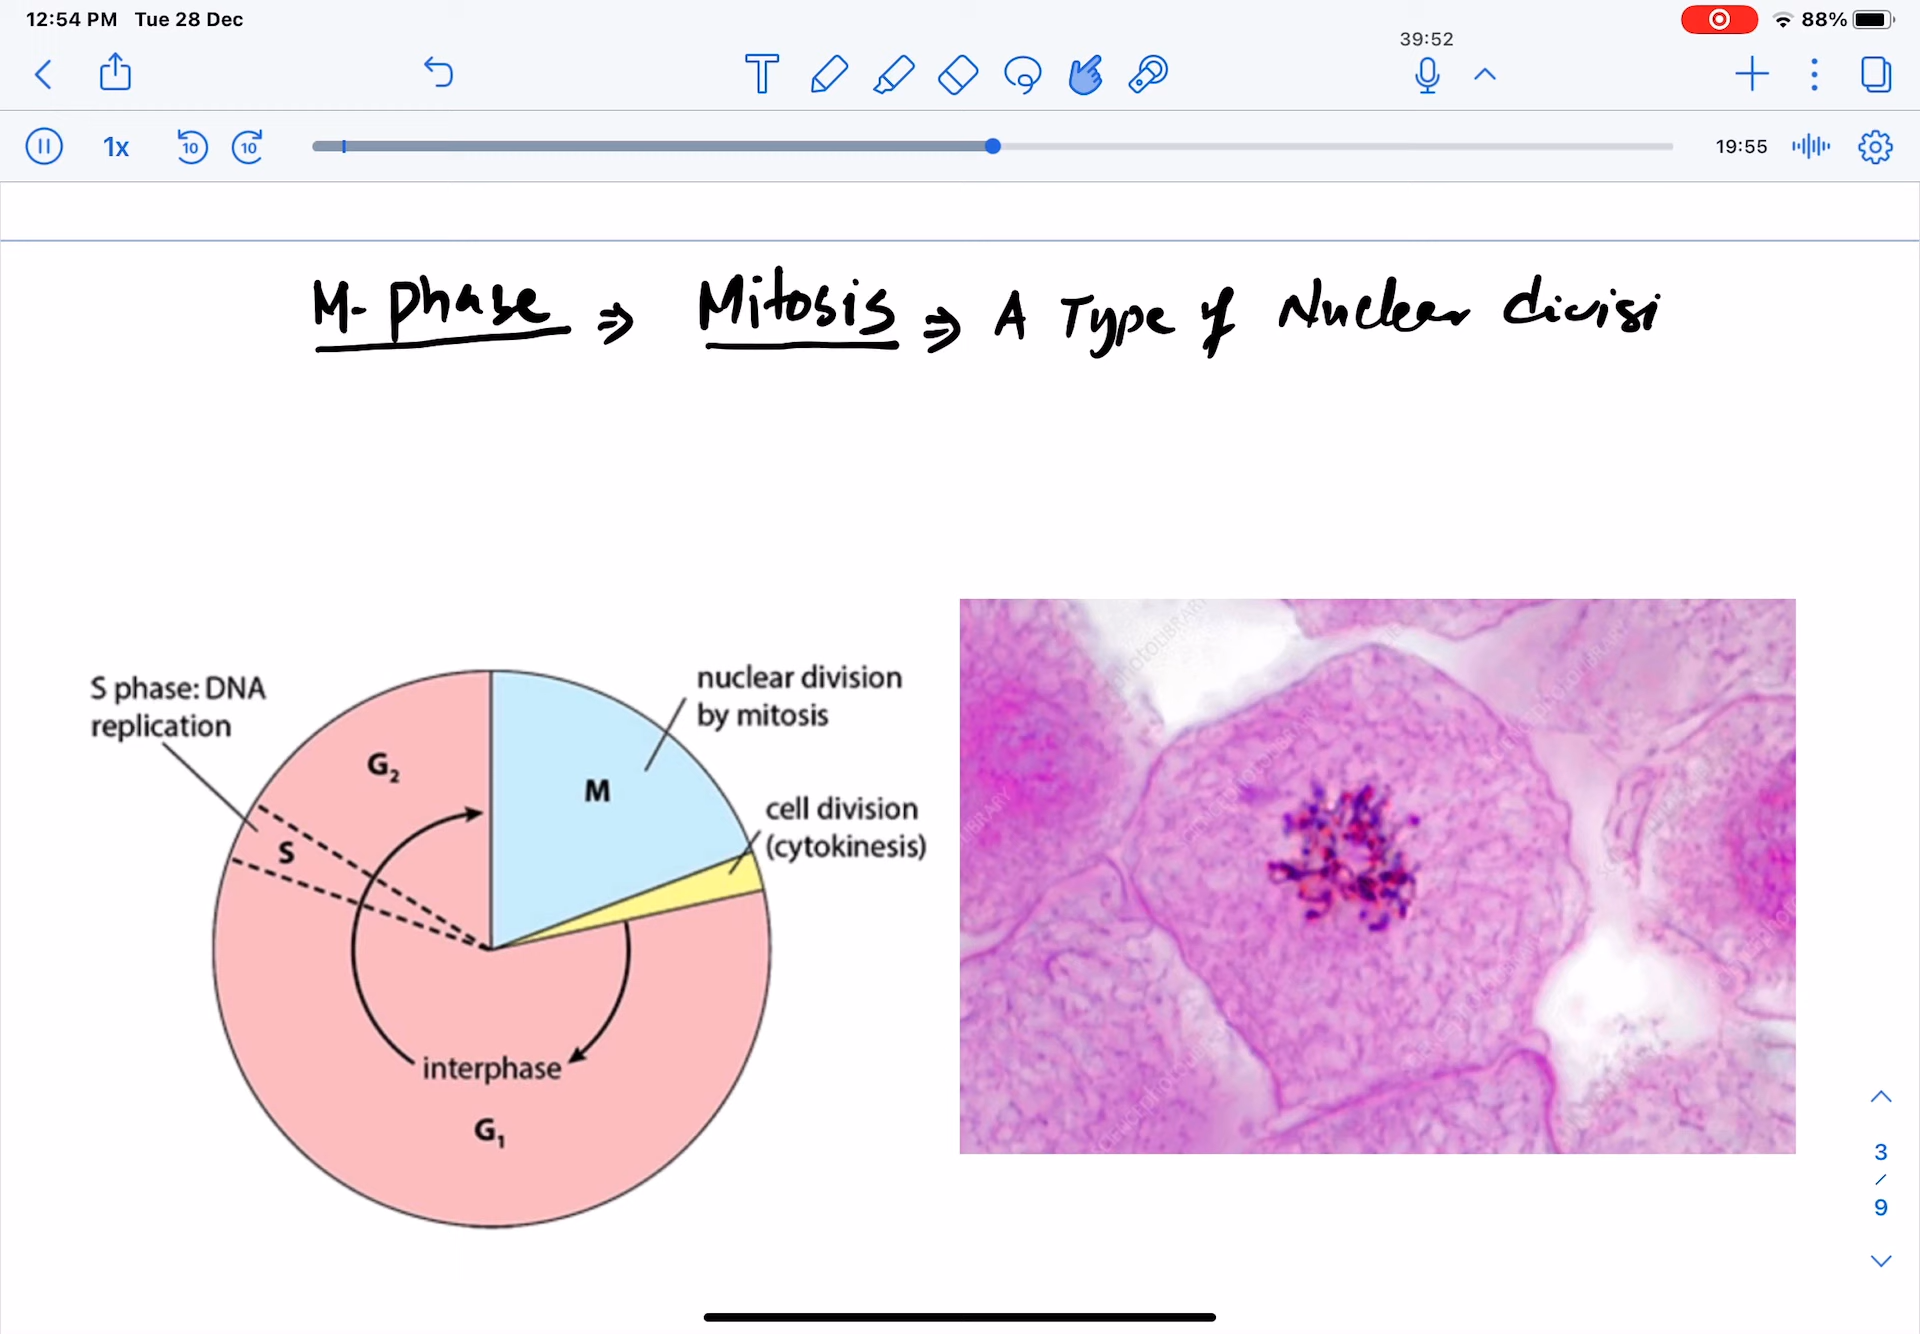 12:54 PM Tue 28 Dec
88%
39:52
T
1x
10
10
19:55
M- Phase ⇒ Mitosis ⇒ A Type of Nuclear divisi
S phase: DNA
replication
nuclear division
by mitosis
G₂
M
cell division
(cytokinesis)
S
interphase
G₁
3
/
9